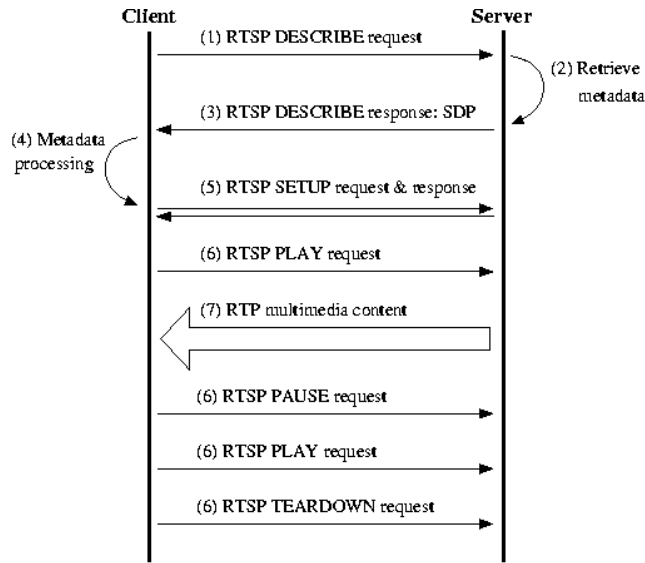 Client
Server
(1) RTSP DESCRIBE request
(2) Retrieve
metadata
(3) RTSP DESCRIBE response: SDP
(4) Metadata
processing
(5) RTSP SETUP request & response
(6) RTSP PLAY request
(7) RTP multimedia content
(6) RTSP PAUSE request
(6) RTSP PLAY request
(6) RTSP TEARDOWN request